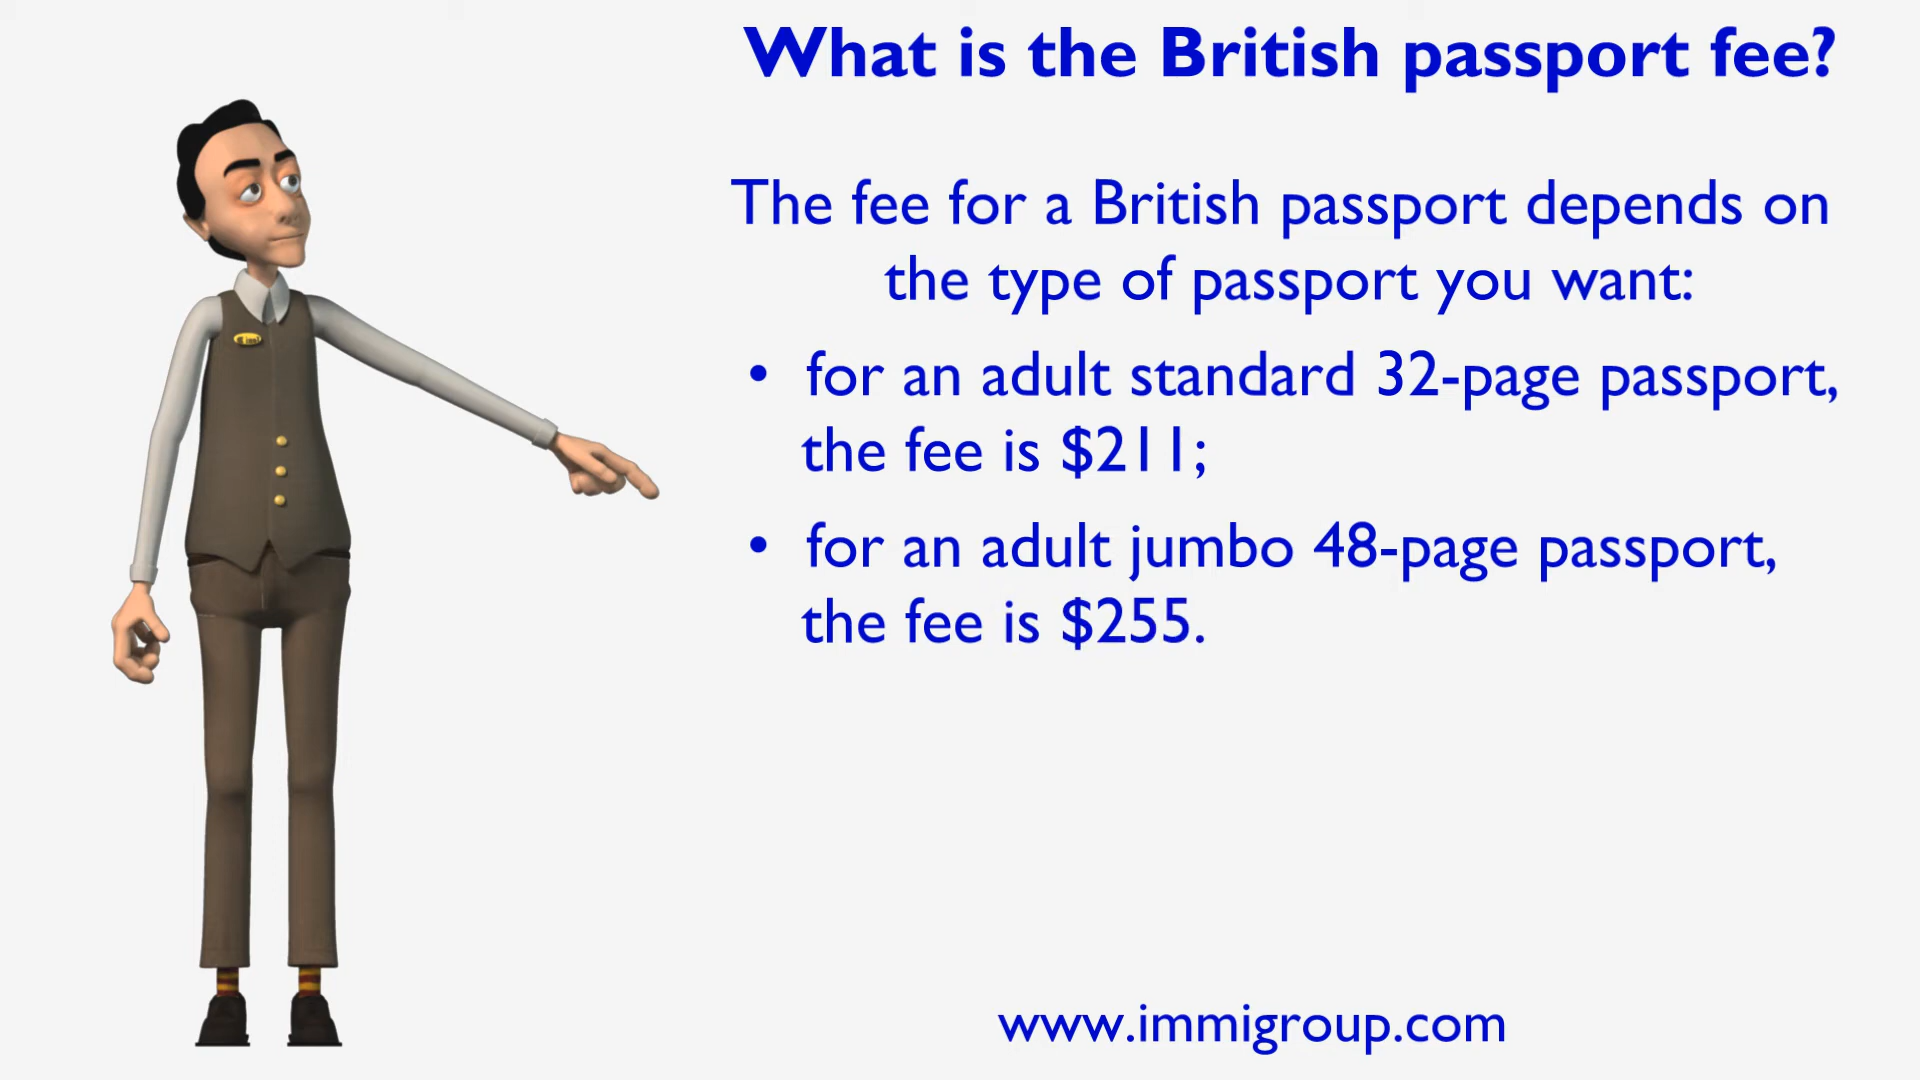 What is the British passport fee?
The fee for a British passport depends on
the type of passport you want:
• for an adult standard 32-page passport,
the fee is $211;
• for an adult jumbo 48-page passport,
the fee is $255.
www.immigroup.com